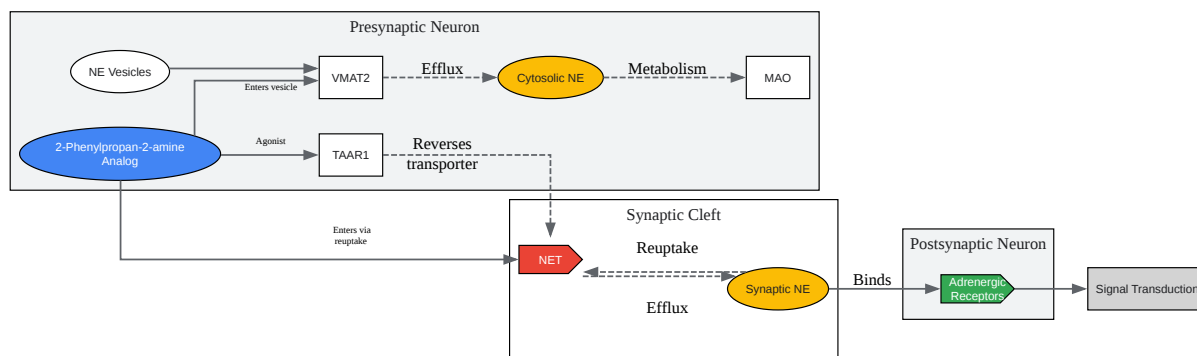 Presynaptic Neuron
NE Vesicles
VMAT2
Efflux
Cytosolic NE
Metabolism
MAO
Enters vesicle
2-Phenylpropan-2-amine
Analog
Agonist
TAAR1
Reverses
transporter
Synaptic Cleft
Enters via
reuptake
NET
Reuptake
Efflux
Synaptic NE
Binds
Postsynaptic Neuron
Adrenergic
Receptors
Signal Transduction